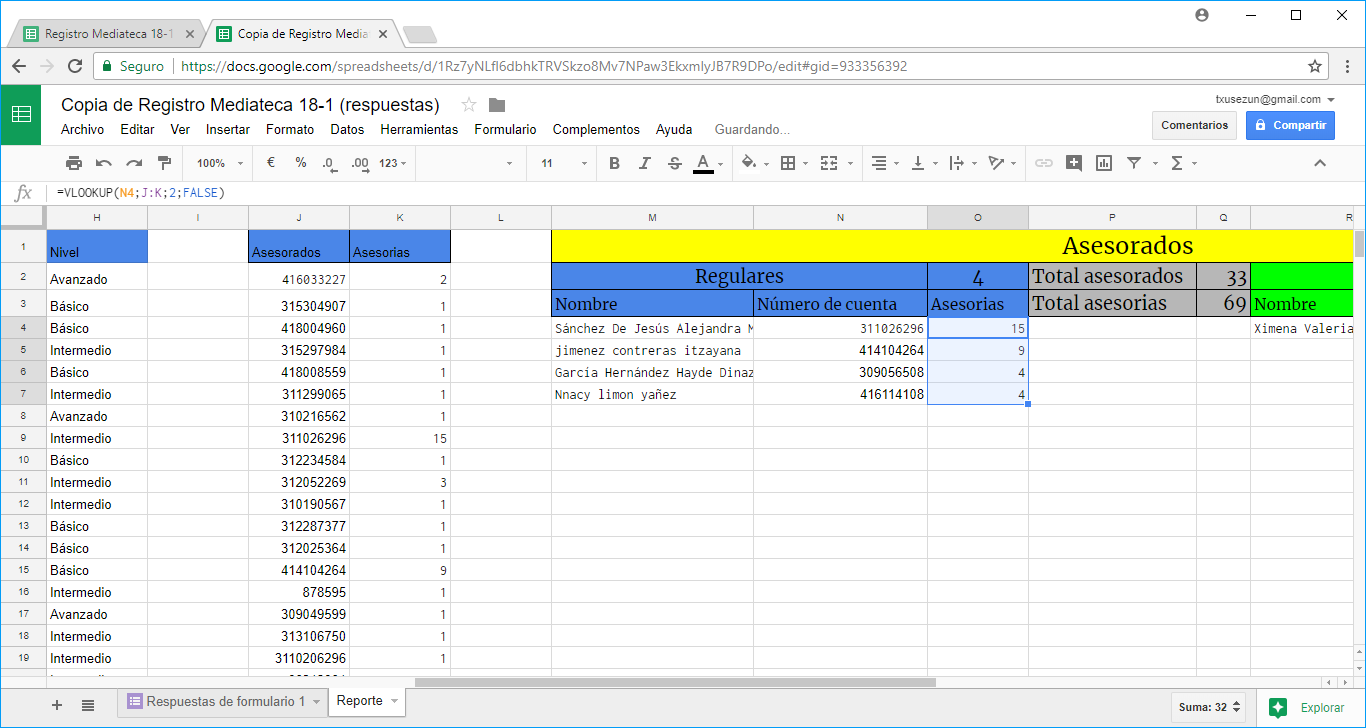 Registro Mediateca 18-1
Copia de Registro Media
Seguro
https://docs.google.com/spreadsheets/d/1Rz7yNLfl6dbhkTRVSkzo8Mv7NPaw3EkxmlyJB7R9DPo/edit#gid=933356392
Copia de Registro Mediateca 18-1 (respuestas)
txusezun@gmail.com
Archivo Editar Ver Insertar Formato Datos Herramientas Formulario Complementos Ayuda Guardando...
Comentarios Compartir
100% € % .0 .00 123 11 B I S A Σ
fx =VLOOKUP(N4;J:K;2;FALSE)
H I J K L M N O P Q R
1 Nivel Asesorados Asesorias Asesorados
2 Avanzado 416033227 2 Regulares 4 Total asesorados 33
3 Básico 315304907 1 Nombre Número de cuenta Asesorias Total asesorias 69 Nombre
4 Básico 418004960 1 Sánchez De Jesús Alejandra M 311026296 15 Ximena Valeria
5 Intermedio 315297984 1 jimenez contreras itzayana 414104264 9
6 Básico 418008559 1 García Hernández Hayde Dinaz 309056508 4
7 Intermedio 311299065 1 Nnacy limon yañez 416114108 4
8 Avanzado 310216562 1
9 Intermedio 311026296 15
10 Básico 312234584 1
11 Intermedio 312052269 3
12 Intermedio 310190567 1
13 Básico 312287377 1
14 Básico 312025364 1
15 Básico 414104264 9
16 Intermedio 878595 1
17 Avanzado 309049599 1
18 Intermedio 313106750 1
19 Intermedio 3110206296 1
Respuestas de formulario 1 Reporte Suma: 32 Explorar